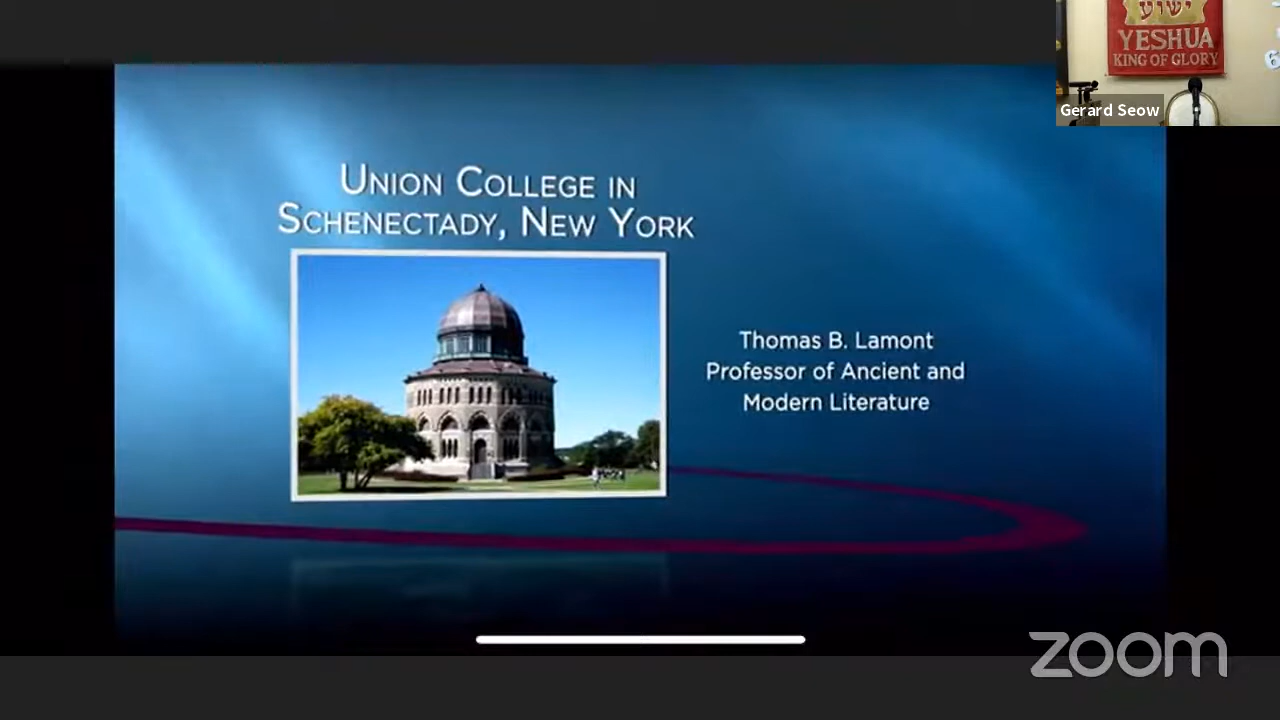 UNION COLLEGE IN
SCHENECTADY, NEW YORK
Thomas B. Lamont
Professor of Ancient and
Modern Literature
ישוע
YESHUA
KING OF GLORY
Gerard Seow
zoom